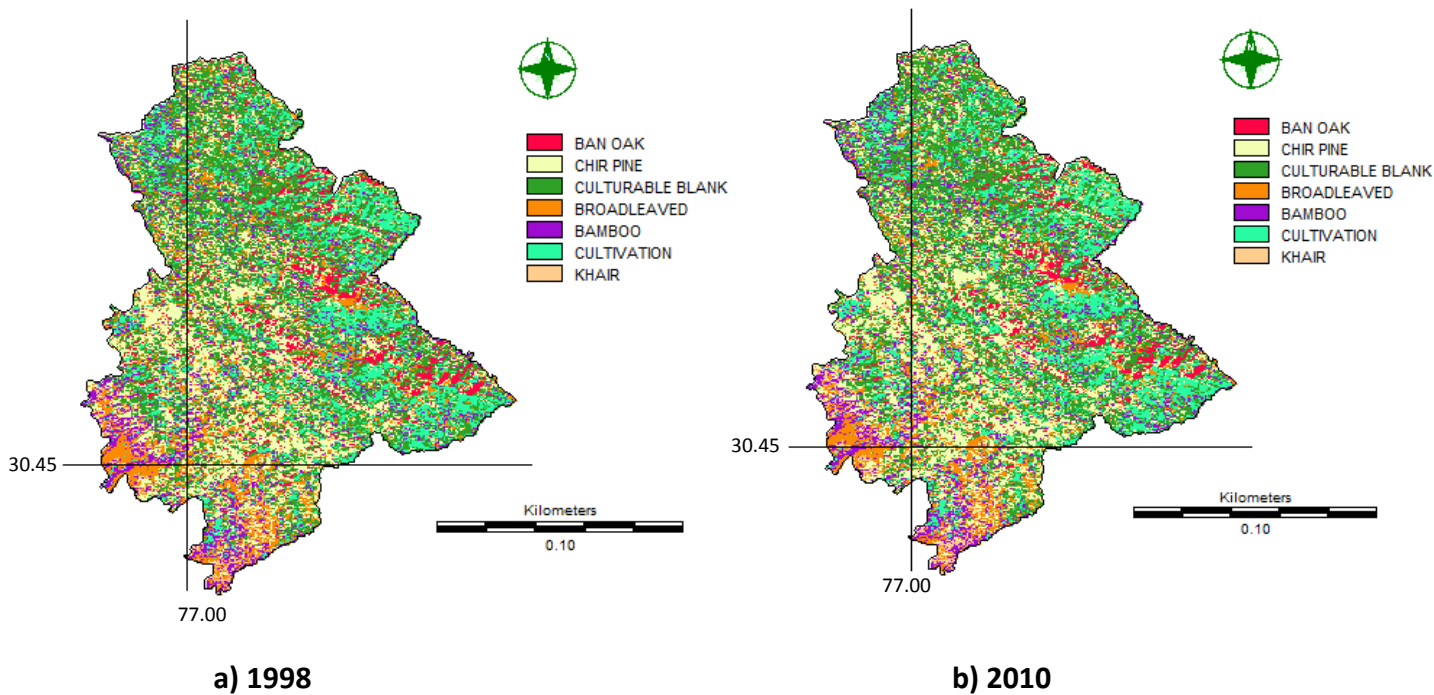 BAN OAK
CHIR PINE
CULTURABLE BLANK
BROADLEAVED
BAMBOO
CULTIVATION
KHAIR
30.45
Kilometers
0.10
77.00
a) 1998
BAN OAK
CHIR PINE
CULTURABLE BLANK
BROADLEAVED
BAMBOO
CULTIVATION
KHAIR
30.45
Kilometers
0.10
77.00
b) 2010